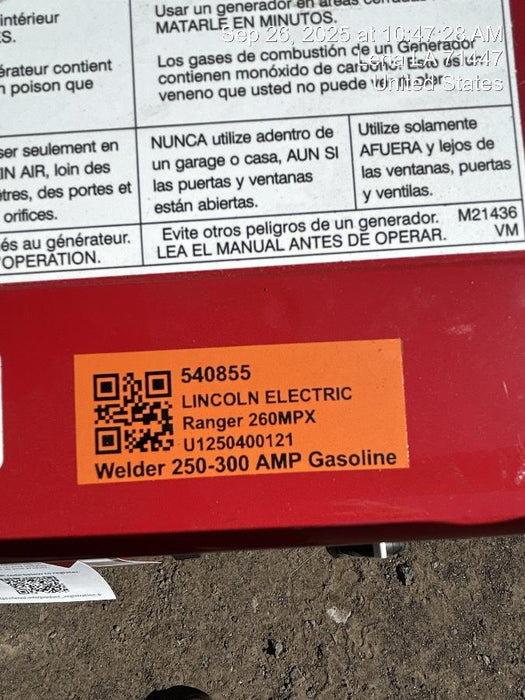 intérieur
S.
érateur contient
n poison que
Usar un generador en áreas
MATARLE EN MINUTOS.
Los gases de combustión de un Generador
contienen monóxido de carbono. Esto es
veneno que usted no puede
Sep 26, 2025 at 10:47:28 AM
Lena LA 71447
United States
ser seulement en
IN AIR, loin des
tres, des portes et
orifices.
NUNCA utilize adentro de
un garage o casa, AUN SI
las puertas y ventanas
están abiertas.
Utilize solamente
AFUERA y lejos de
las ventanas, puertas
y ventilas.
és au générateur.
OPERATION.
Evite otros peligros de un generador.
LEA EL MANUAL ANTES DE OPERAR.
M21436
VM
540855
LINCOLN ELECTRIC
Ranger 260MPX
U1250400121
Welder 250-300 AMP Gasoline